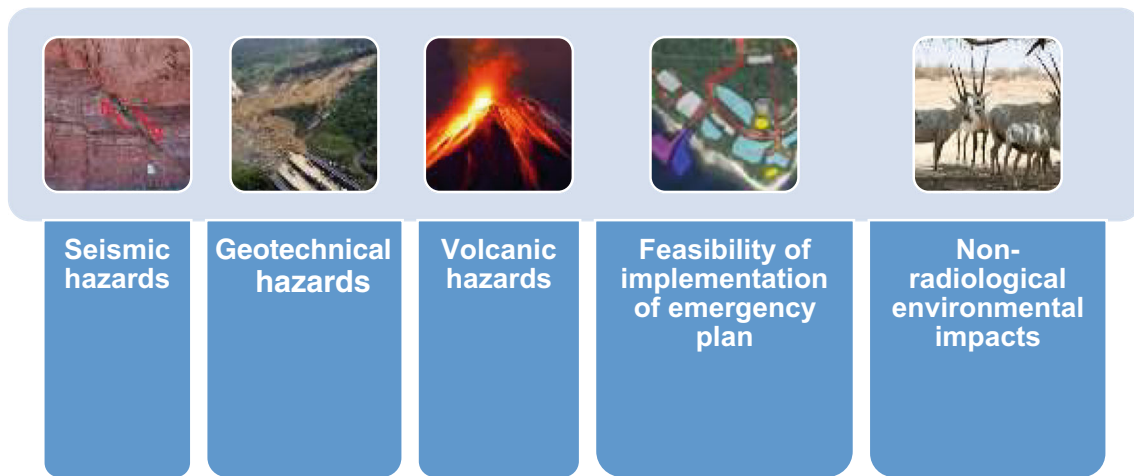 Seismic
hazards
Geotechnical
hazards
Volcanic
hazards
Feasibility of
implementation
of emergency
plan
Non-
radiological
environmental
impacts